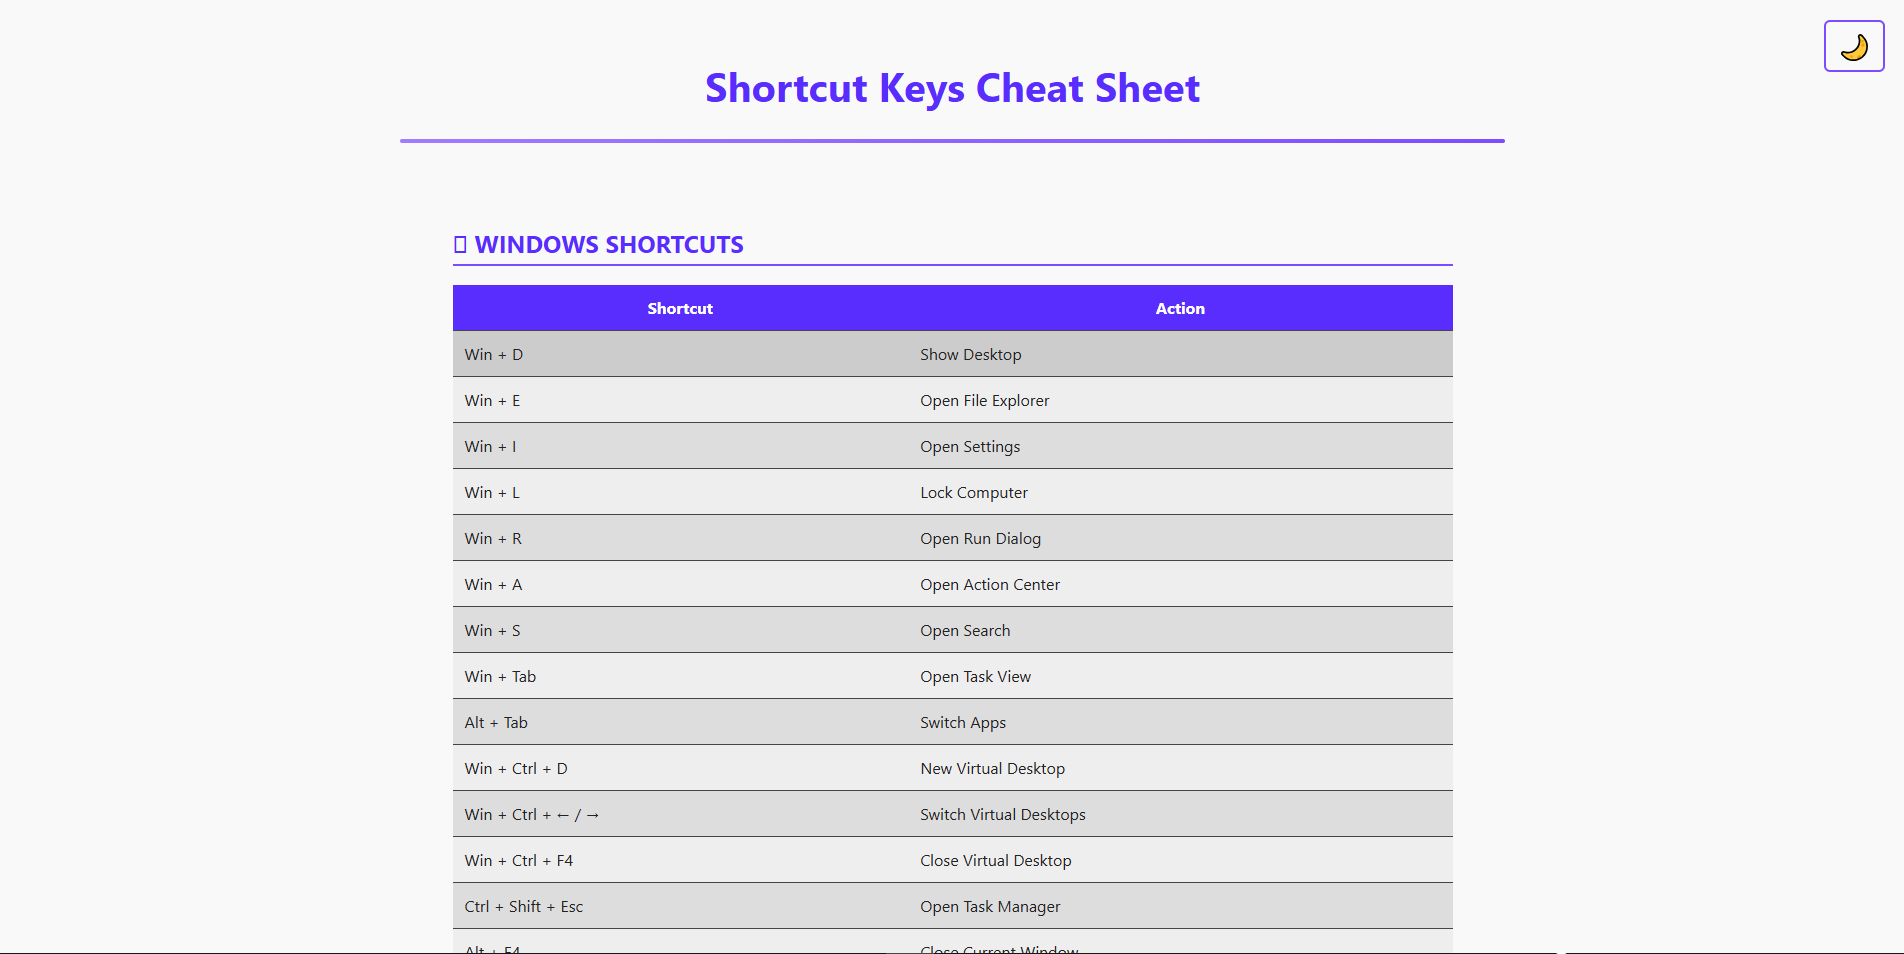 Shortcut Keys Cheat Sheet
WINDOWS SHORTCUTS
Shortcut Action
Win + D Show Desktop
Win + E Open File Explorer
Win + I Open Settings
Win + L Lock Computer
Win + R Open Run Dialog
Win + A Open Action Center
Win + S Open Search
Win + Tab Open Task View
Alt + Tab Switch Apps
Win + Ctrl + D New Virtual Desktop
Win + Ctrl + ← / → Switch Virtual Desktops
Win + Ctrl + F4 Close Virtual Desktop
Ctrl + Shift + Esc Open Task Manager
Alt + F4 Close Current Window